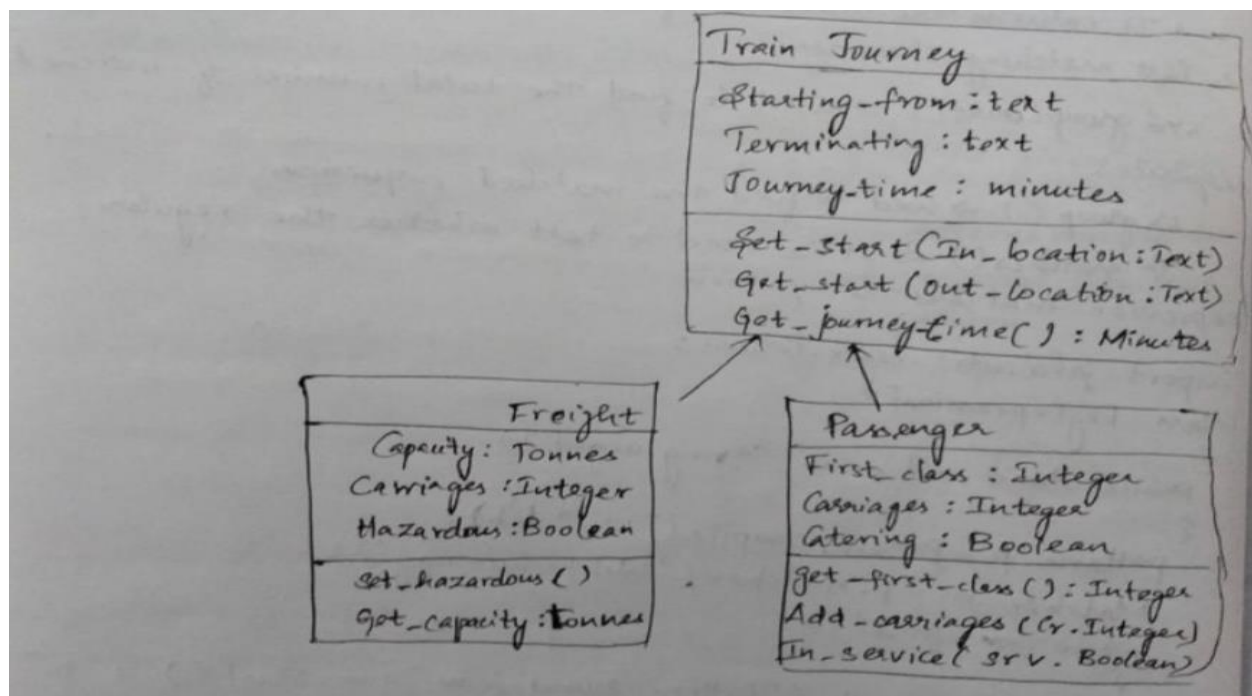 Train Journey
Starting-from : text
Terminating : text
Journey-time : minutes
Set-start (In-location : Text)
Get-start (out-location : Text)
Get-journey-time( ) : Minutes
Freight
Capacity : Tonnes
Carriages : Integer
Hazardous : Boolean
set-hazardous ( )
Get-capacity : Tonnes
Passenger
First-class : Integer
Carriages : Integer
Catering : Boolean
get-first-class ( ) : Integer
Add-carriages (Cr. Integer)
In-service ( srv. Boolean)